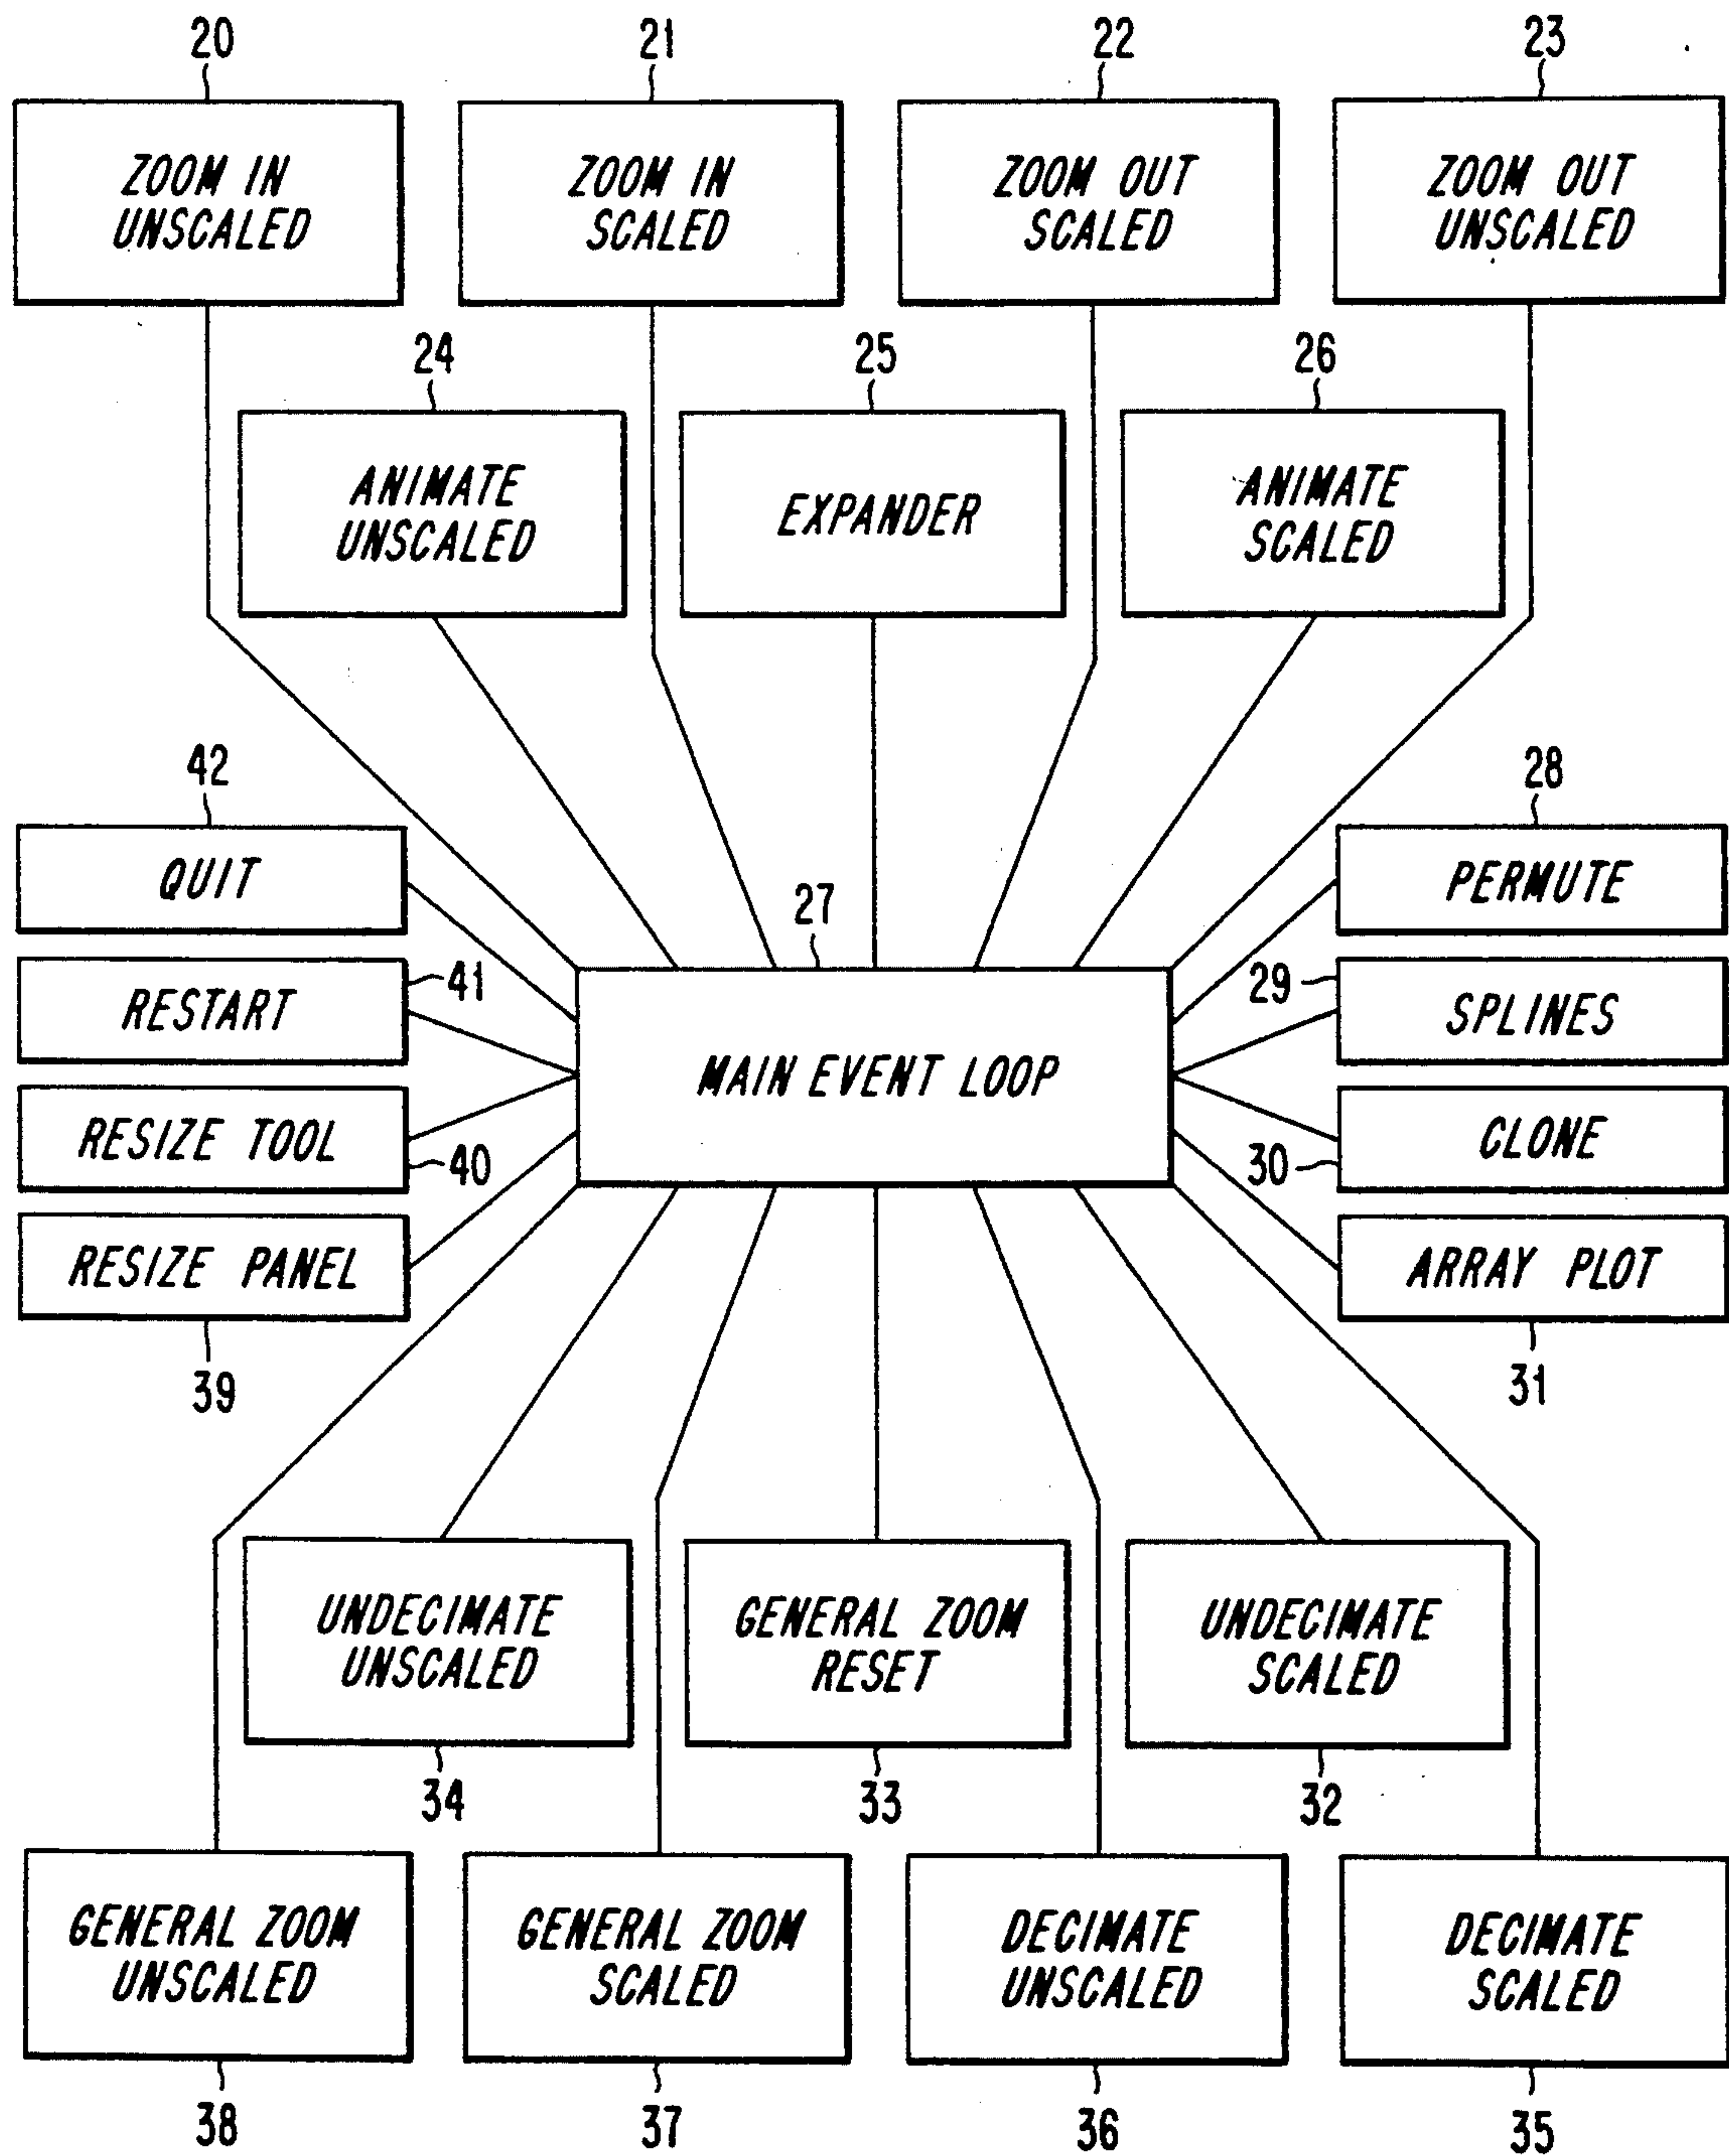 20 21 22 23
ZOOM IN ZOOM IN ZOOM OUT ZOOM OUT
UNSCALED SCALED SCALED UNSCALED
24 25 26
ANIMATE
UNSCALED
EXPANDER
ANIMATE
SCALED
42
QUIT
28
PERMUTE
27
RESTART
41
29
SPLINES
MAIN EVENT LOOP
RESIZE TOOL
40
30
CLONE
RESIZE PANEL
39
ARRAY PLOT
31
UNDECIMATE
UNSCALED
34
GENERAL ZOOM
RESET
33
UNDECIMATE
SCALED
32
GENERAL ZOOM
UNSCALED
38
GENERAL ZOOM
SCALED
37
DECIMATE
UNSCALED
36
DECIMATE
SCALED
35